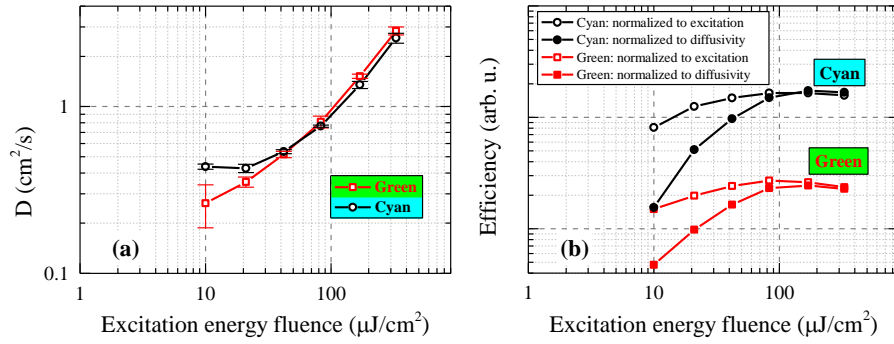 D (cm²/s)
1
0.1
Green
Cyan
(a)
1 10 100
Excitation energy fluence (μJ/cm²)
Efficiency (arb. u.)
Cyan: normalized to excitation
Cyan: normalized to diffusivity
Green: normalized to excitation
Green: normalized to diffusivity
Cyan
Green
(b)
1 10 100
Excitation energy fluence (μJ/cm²)